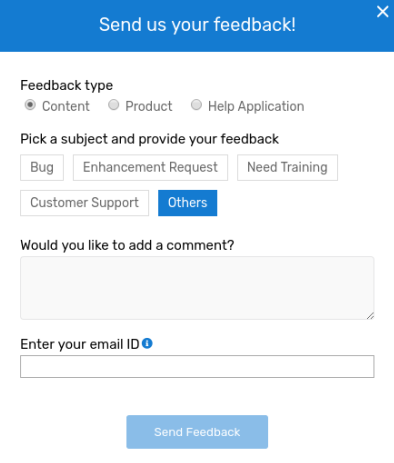 Send us your feedback!
Feedback type
Content Product Help Application
Pick a subject and provide your feedback
Bug Enhancement Request Need Training
Customer Support Others
Would you like to add a comment?
Enter your email ID
Send Feedback